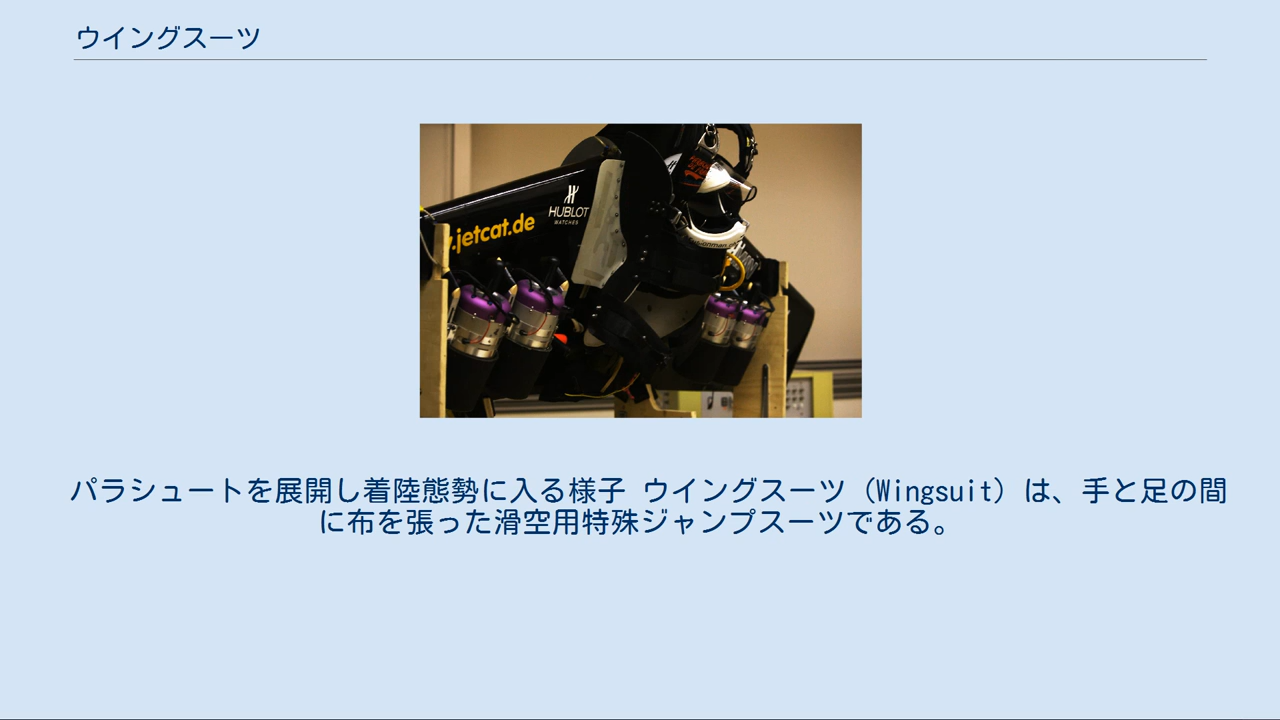 ウイングスーツ
HUBLOT
WATCHES
.jetcat.de
パラシュートを展開し着陸態勢に入る様子 ウイングスーツ（Wingsuit）は、手と足の間
に布を張った滑空用特殊ジャンプスーツである。